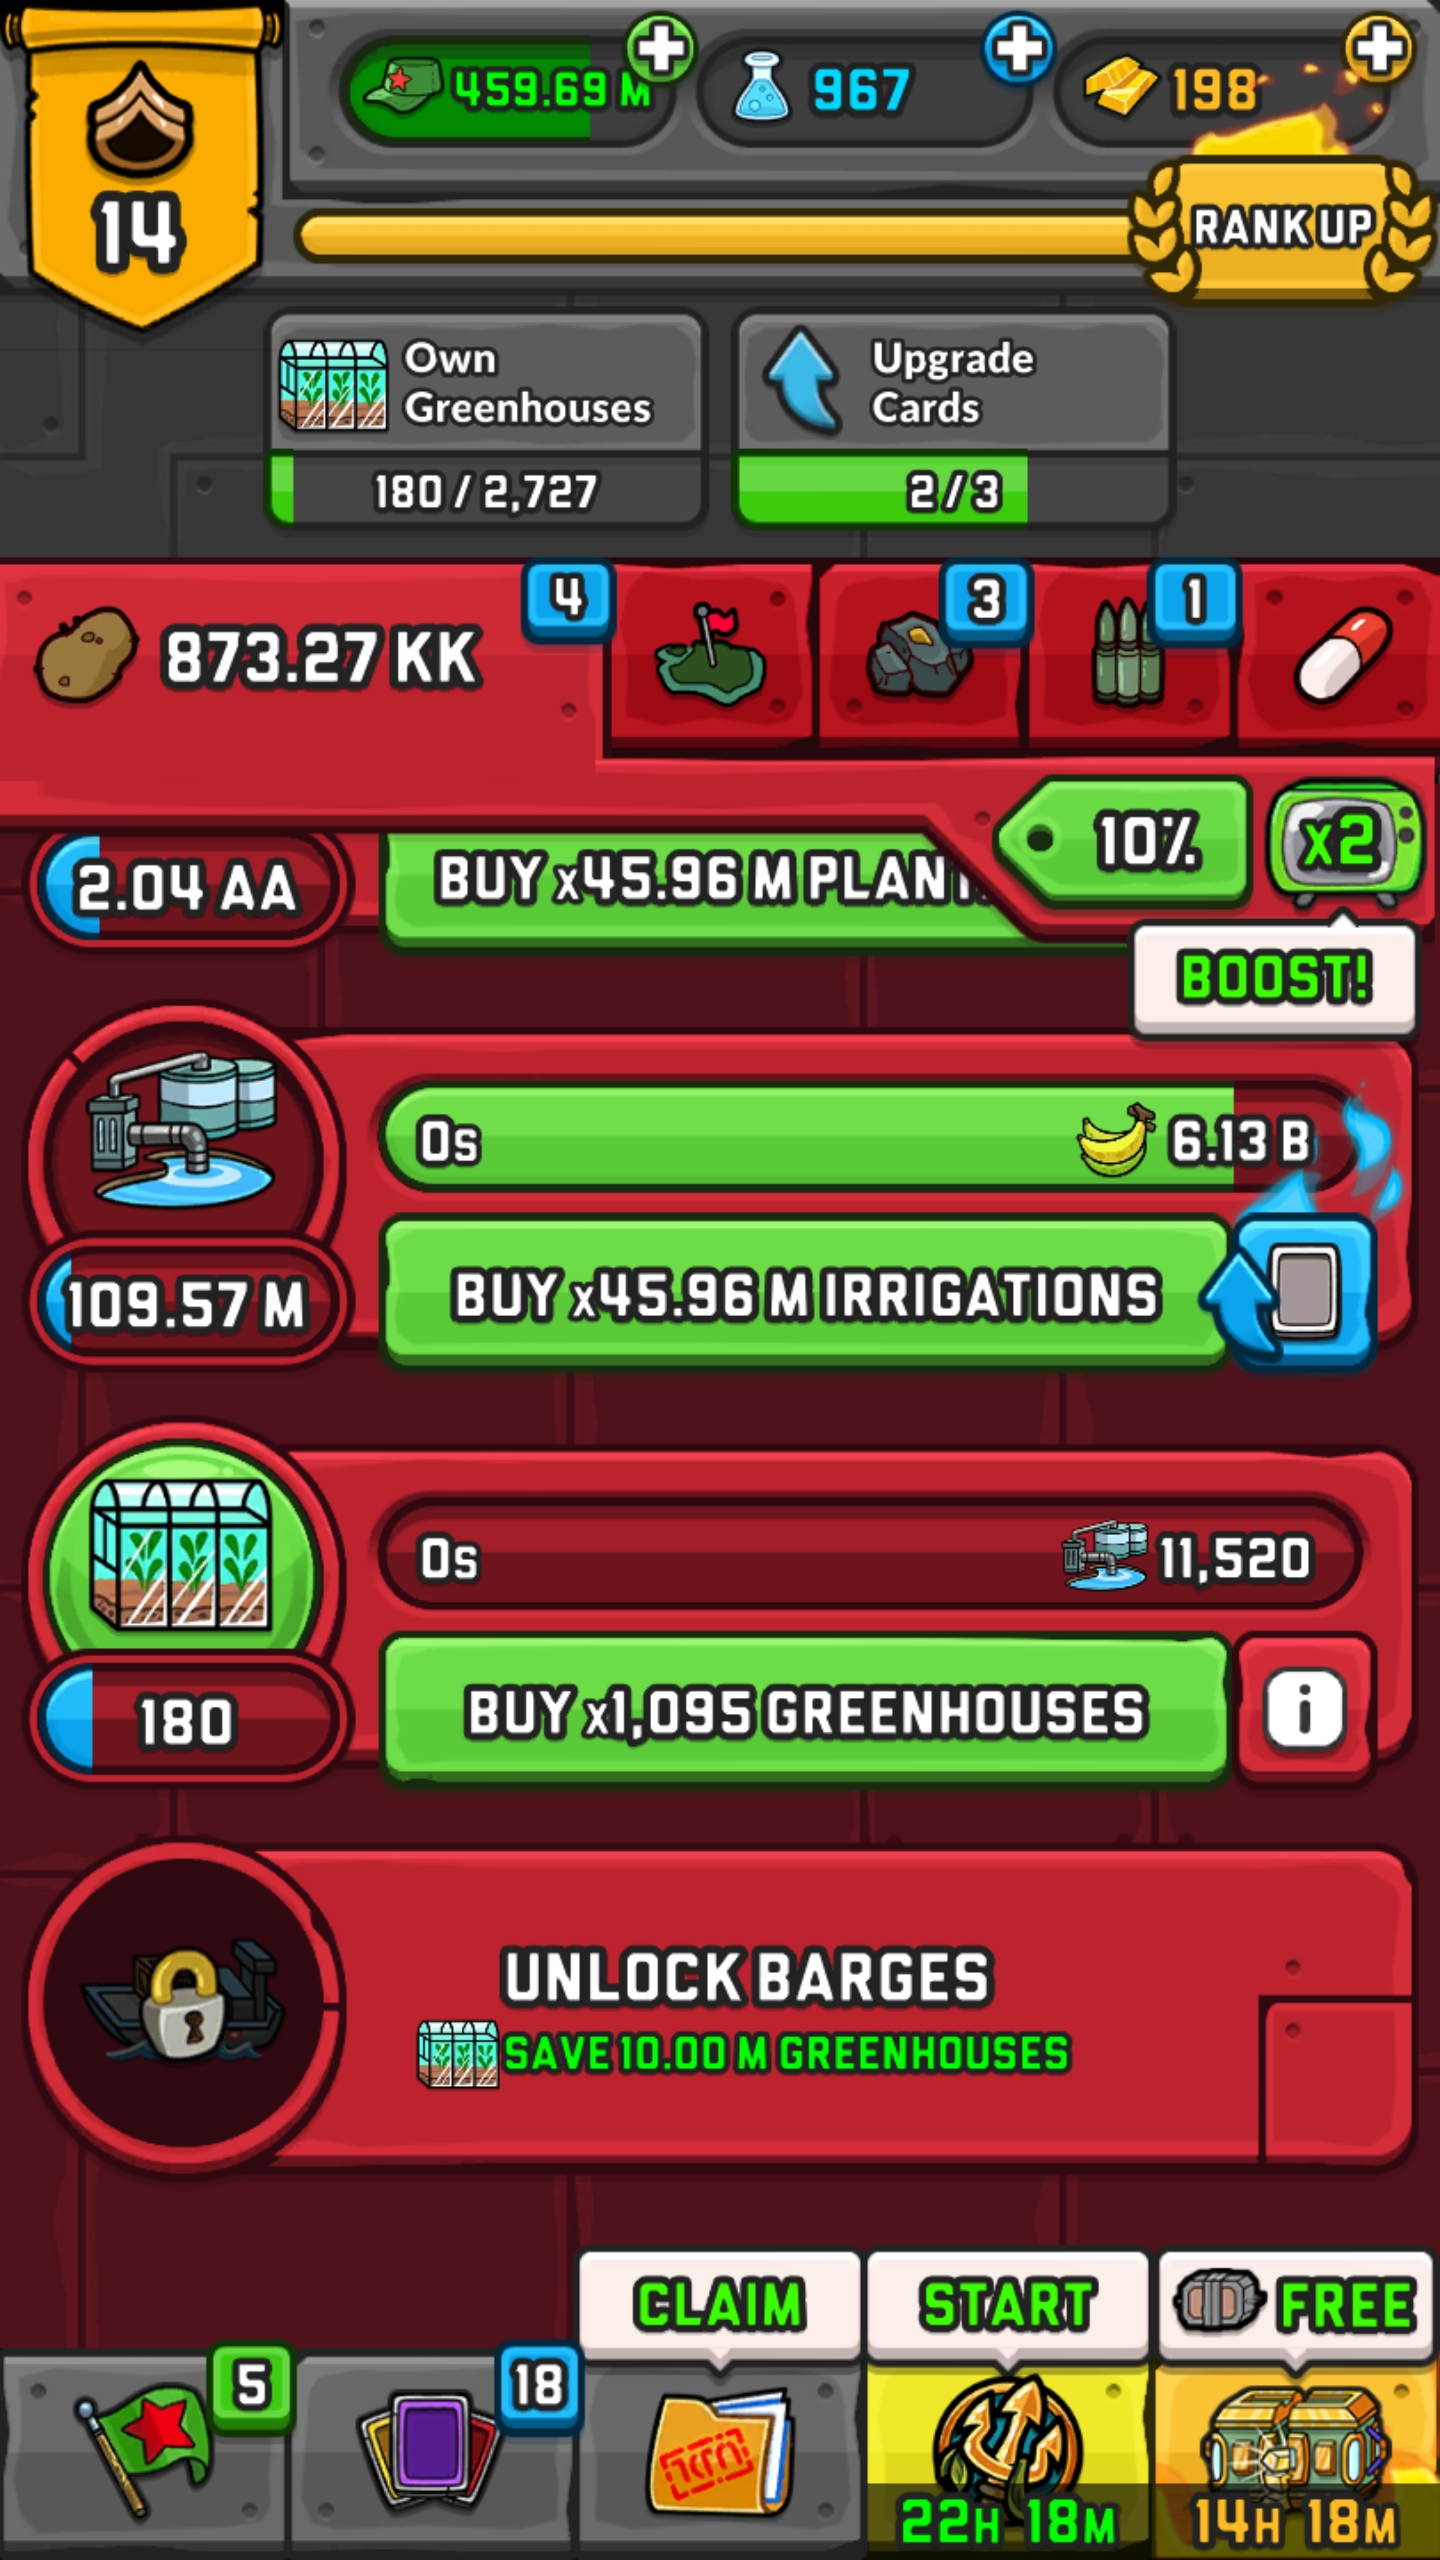 14
459.69 M
967
198
RANK UP
Own
Greenhouses
180 / 2,727
Upgrade
Cards
2 / 3
873.27 KK
4
3
1
10%
x2
BOOST!
2.04 AA
BUY x45.96 M PLANT
0s
6.13 B
109.57 M
BUY x45.96 M IRRIGATIONS
0s
11,520
180
BUY x1,095 GREENHOUSES
i
UNLOCK BARGES
SAVE 10.00 M GREENHOUSES
CLAIM
START
FREE
5
18
22H 18M
14H 18M